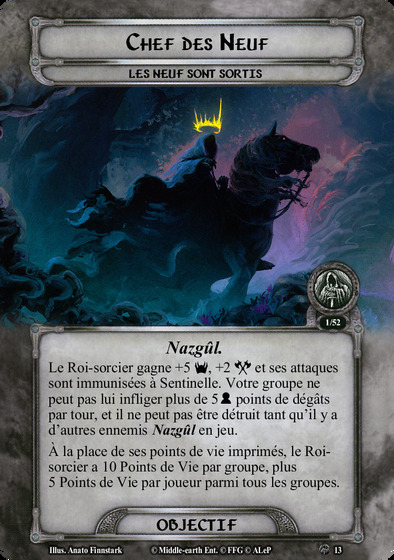 CHEF DES NEUF
LES NEUF SONT SORTIS
1/52
Nazgûl.
Le Roi-sorcier gagne +5 , +2 et ses attaques
sont immunisées à Sentinelle. Votre groupe ne
peut pas lui infliger plus de 5 points de dégâts
par tour, et il ne peut pas être détruit tant qu'il y a
d'autres ennemis Nazgûl en jeu.
À la place de ses points de vie imprimés, le Roi-
sorcier a 10 Points de Vie par groupe, plus
5 Points de Vie par joueur parmi tous les groupes.
OBJECTIF
Illus. Anato Finnstark © Middle-earth Ent. © FFG © ALeP 13